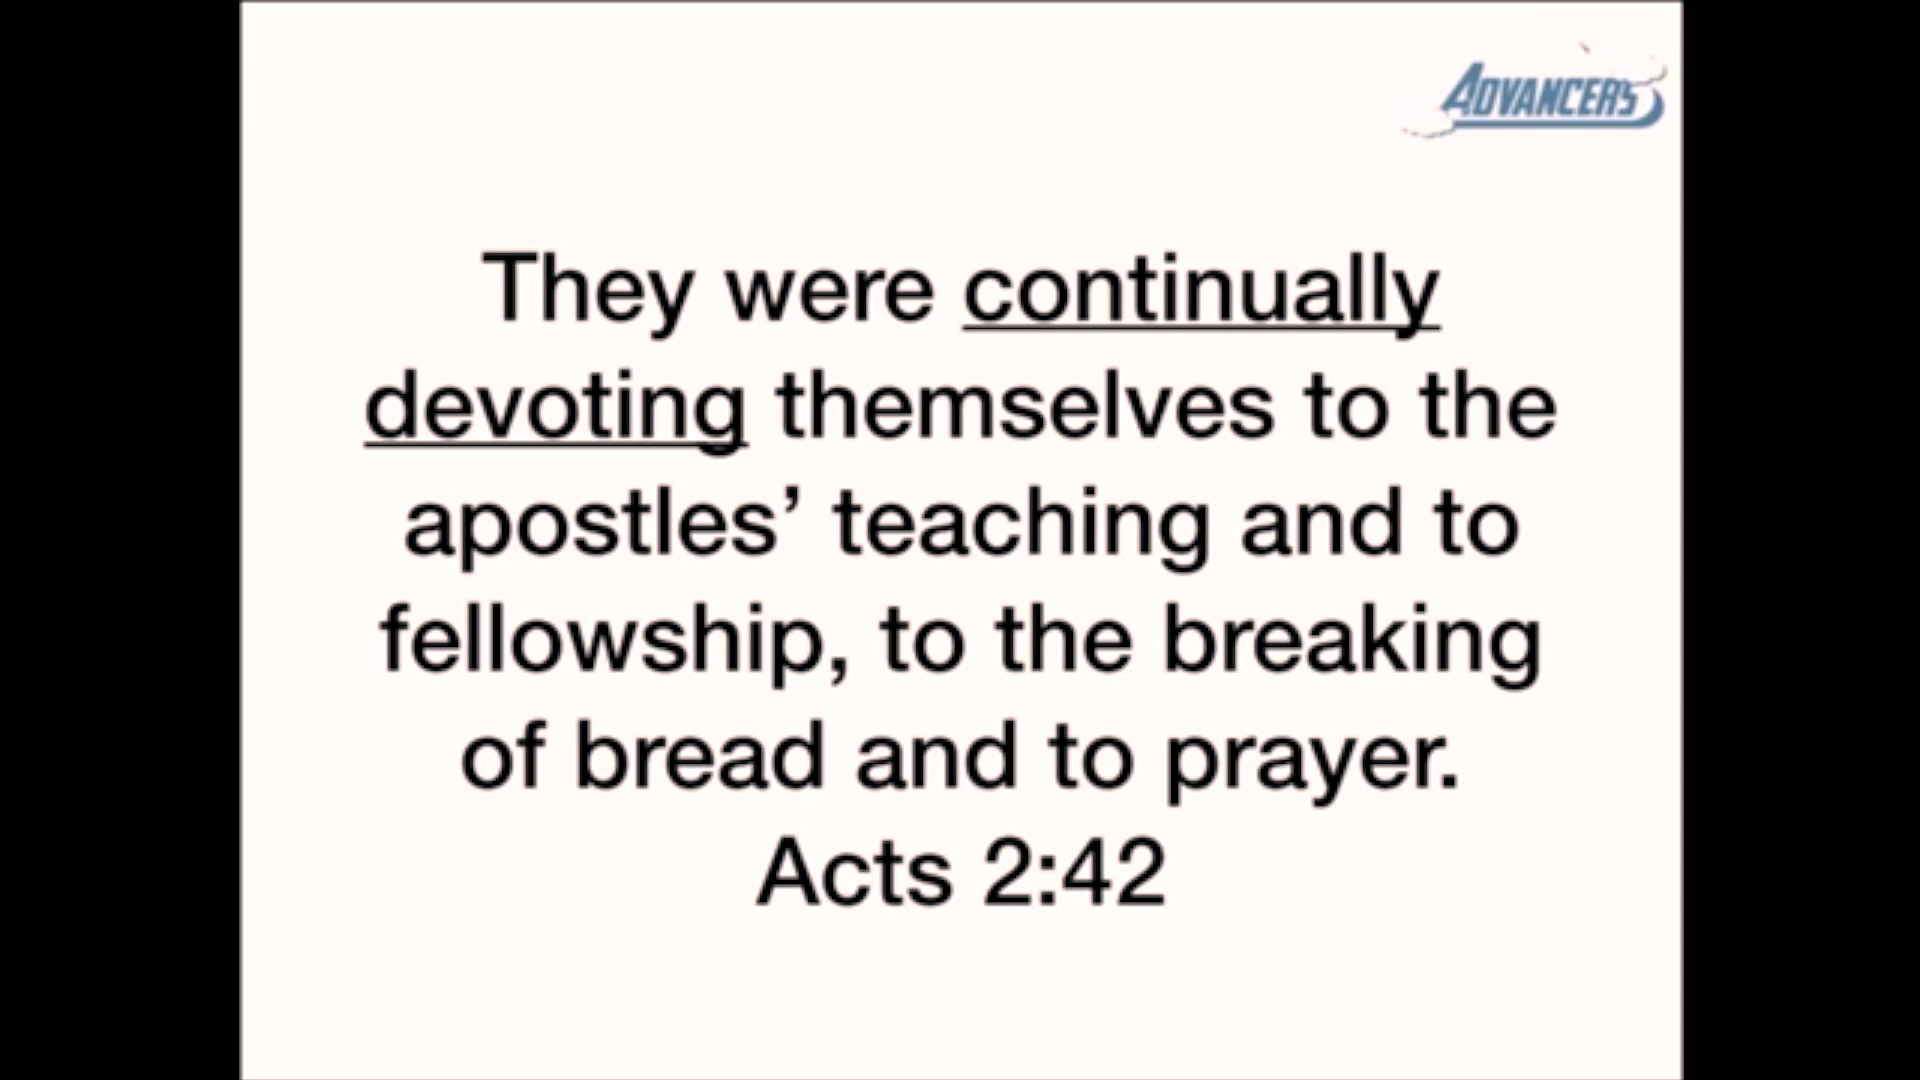 ADVANCERS
They were continually
devoting themselves to the
apostles’ teaching and to
fellowship, to the breaking
of bread and to prayer.
Acts 2:42